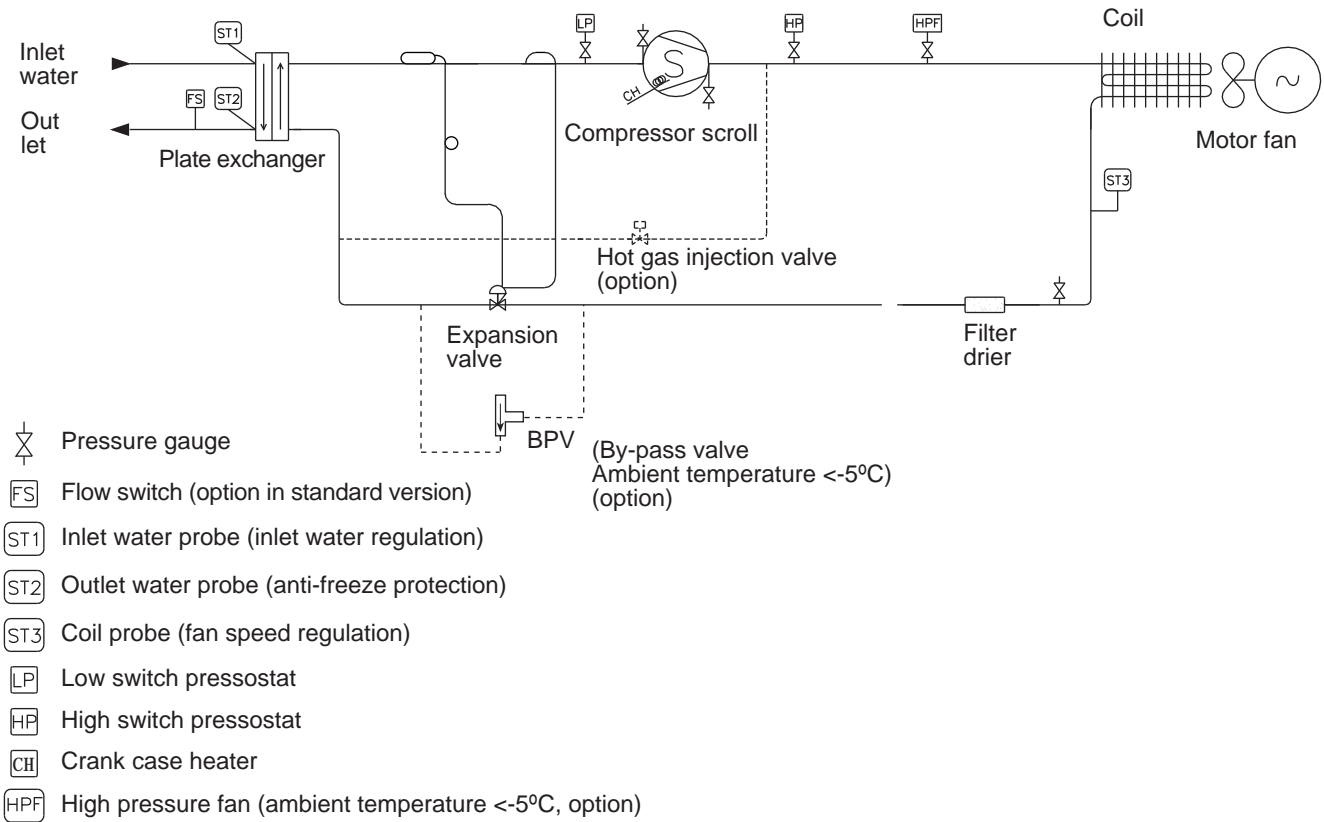 LP
HP
HPF
Coil
ST1
Inlet
water
CH
FS
ST2
Out
let
Plate exchanger
Compressor scroll
Motor fan
ST3
Hot gas injection valve
(option)
Expansion
valve
Filter
drier
BPV
(By-pass valve
Ambient temperature <-5ºC)
(option)
Pressure gauge
FS Flow switch (option in standard version)
ST1 Inlet water probe (inlet water regulation)
ST2 Outlet water probe (anti-freeze protection)
ST3 Coil probe (fan speed regulation)
LP Low switch pressostat
HP High switch pressostat
CH Crank case heater
HPF High pressure fan (ambient temperature <-5ºC, option)